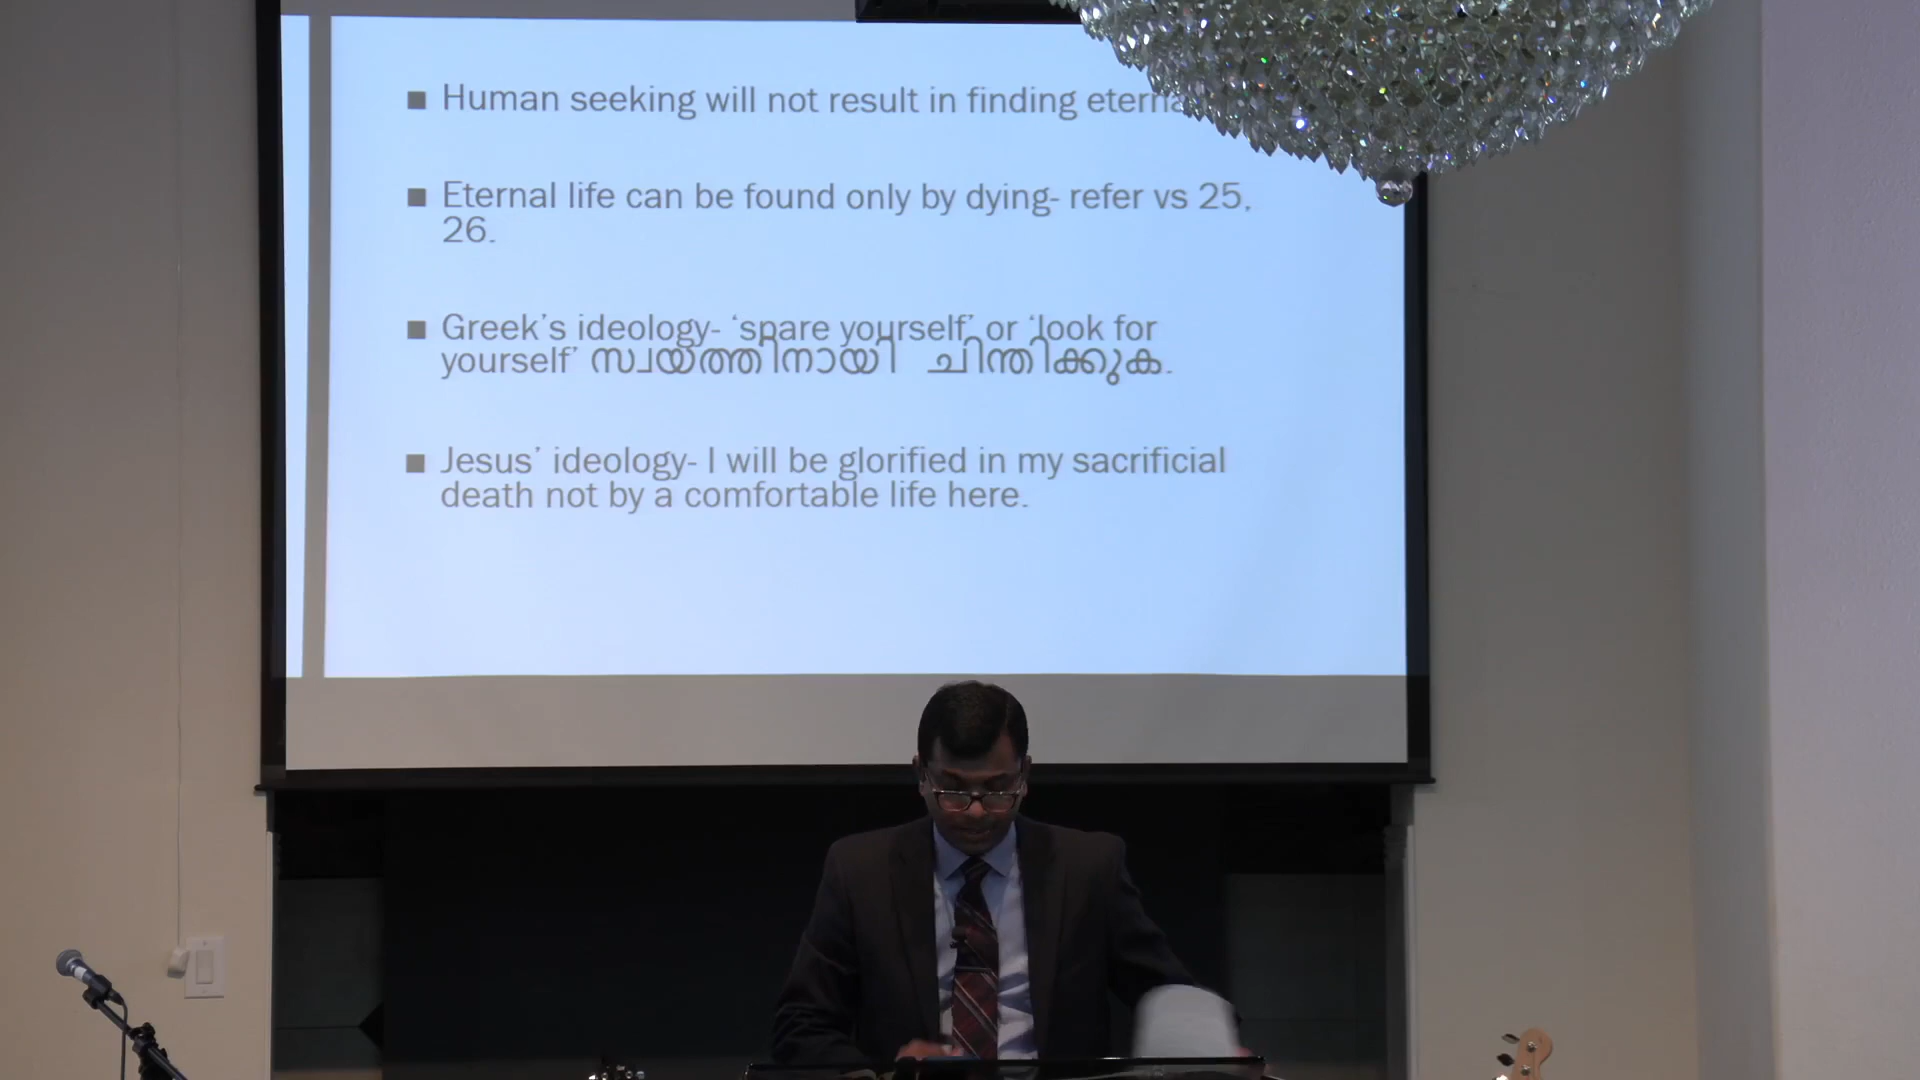 ■ Human seeking will not result in finding
■ Eternal life can be found only by dying- refer vs 25,
26.
■ Greek’s ideology- ‘spare yourself’ or ‘look for
yourself’ സ്വയത്തിനായി ചിന്തിക്കുക.
■ Jesus’ ideology- I will be glorified in my sacrificial
death not by a comfortable life here.